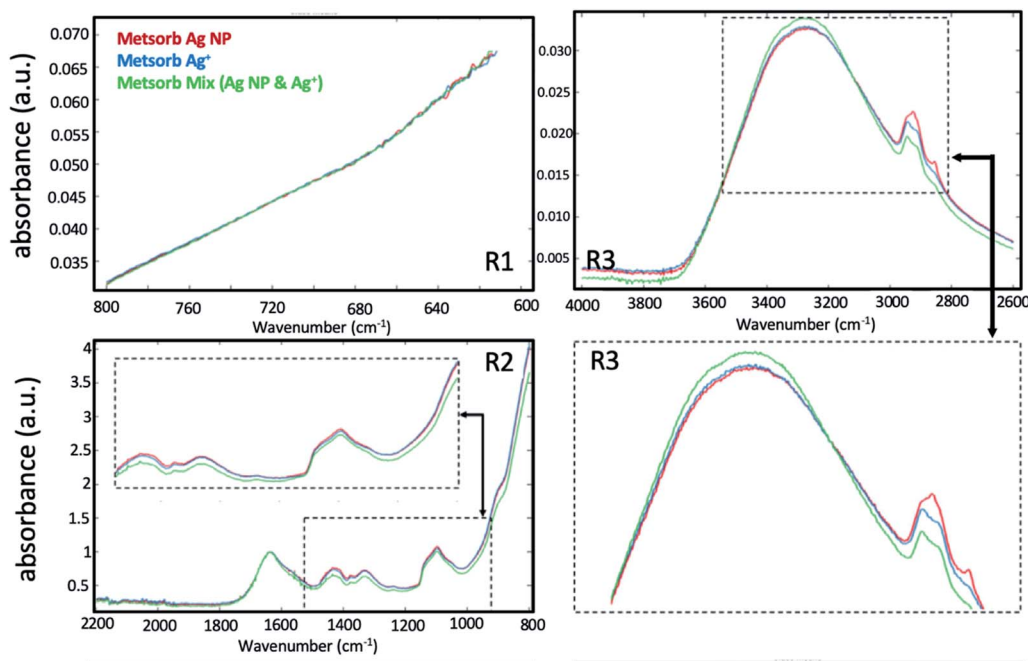 absorbance (a.u.)
0.070
0.065
0.060
0.055
0.050
0.045
0.040
0.035
Metsorb Ag NP
Metsorb Ag⁺
Metsorb Mix (Ag NP & Ag⁺)
R1
800 760 720 680 640 600
Wavenumber (cm⁻¹)
0.030
0.025
0.020
0.015
0.010
0.005
R3
4000 3800 3600 3400 3200 3000 2800 2600
Wavenumber (cm⁻¹)
absorbance (a.u.)
4
3.5
3.0
2.5
2
1.5
1
0.5
R2
2200 2000 1800 1600 1400 1200 1000 800
Wavenumber (cm⁻¹)
R3